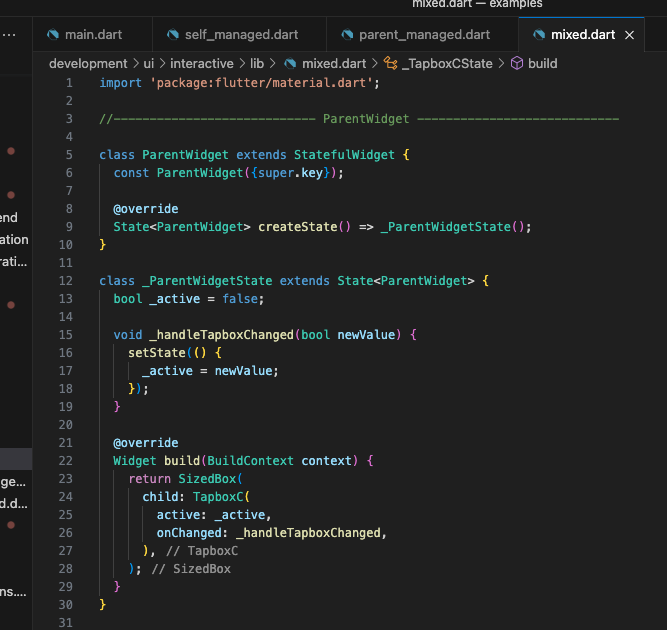 mixed.dart — examples
... main.dart self_managed.dart parent_managed.dart mixed.dart ×
development > ui > interactive > lib > mixed.dart > _TapboxCState > build
1 import 'package:flutter/material.dart';
2
3 //---------------------------- ParentWidget ----------------------------
4
5 class ParentWidget extends StatefulWidget {
6 const ParentWidget({super.key});
7
8 @override
9 State<ParentWidget> createState() => _ParentWidgetState();
10 }
11
12 class _ParentWidgetState extends State<ParentWidget> {
13 bool _active = false;
14
15 void _handleTapboxChanged(bool newValue) {
16 setState(() {
17 _active = newValue;
18 });
19 }
20
21 @override
22 Widget build(BuildContext context) {
23 return SizedBox(
24 child: TapboxC(
25 active: _active,
26 onChanged: _handleTapboxChanged,
27 ), // TapboxC
28 ); // SizedBox
29 }
30 }
31
end
ation
rati...
ge...
d.d...
ns....